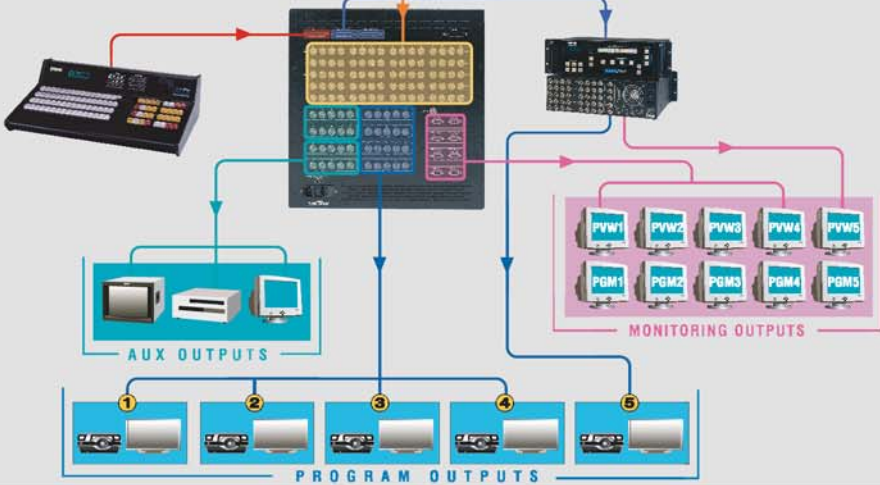 PVW1 PVW2 PVW3 PVW4 PVW5
PGM1 PGM2 PGM3 PGM4 PGM5
MONITORING OUTPUTS
AUX OUTPUTS
1 2 3 4 5
PROGRAM OUTPUTS